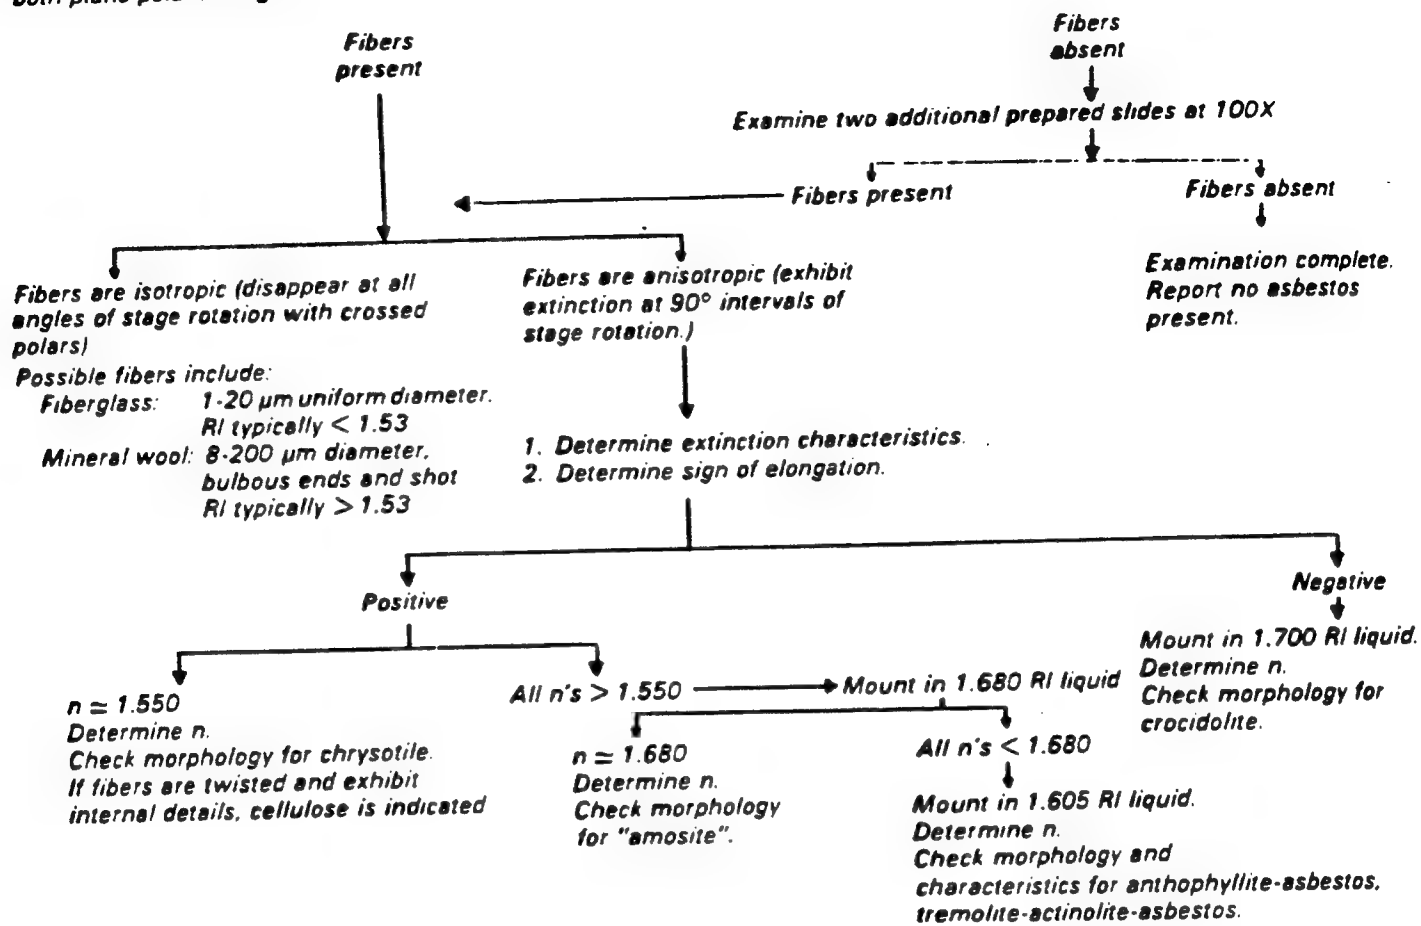 Fibers
present
Fibers
absent
Examine two additional prepared slides at 100X
Fibers present
Fibers absent
Examination complete.
Report no asbestos
present.
Fibers are isotropic (disappear at all
angles of stage rotation with crossed
polars)
Possible fibers include:
Fiberglass: 1-20 μm uniform diameter.
RI typically < 1.53
Mineral wool: 8-200 μm diameter,
bulbous ends and shot
RI typically > 1.53
Fibers are anisotropic (exhibit
extinction at 90° intervals of
stage rotation.)
1. Determine extinction characteristics.
2. Determine sign of elongation.
Positive
Negative
Mount in 1.700 RI liquid.
Determine n.
Check morphology for
crocidolite.
n ≃ 1.550
Determine n.
Check morphology for chrysotile.
If fibers are twisted and exhibit
internal details, cellulose is indicated
All n's > 1.550
Mount in 1.680 RI liquid
n ≃ 1.680
Determine n.
Check morphology
for "amosite".
All n's < 1.680
Mount in 1.605 RI liquid.
Determine n.
Check morphology and
characteristics for anthophyllite-asbestos,
tremolite-actinolite-asbestos.